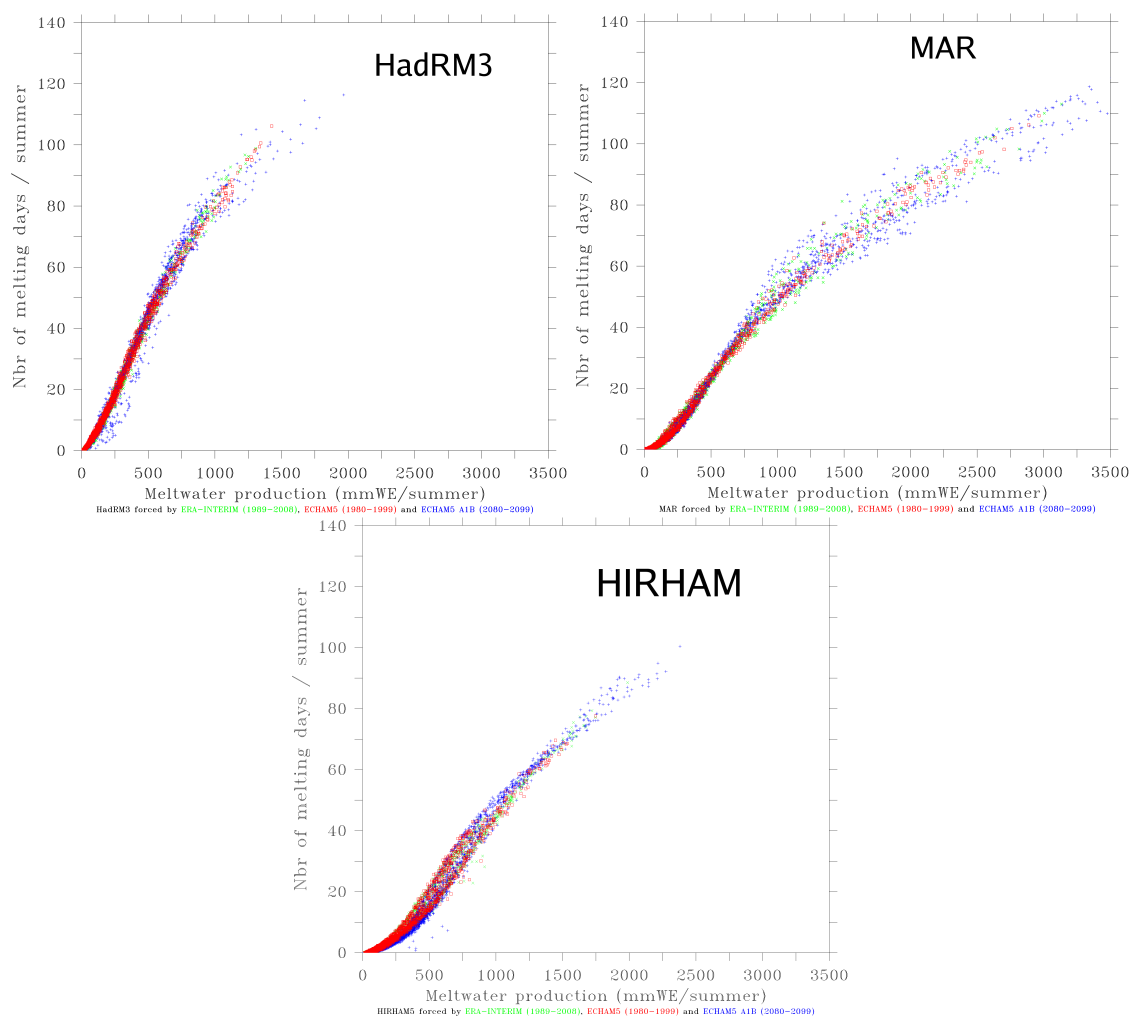 HadRM3
140
120
100
80
60
40
20
0
Nbr of melting days / summer
0 500 1000 1500 2000 2500 3000 3500
Meltwater production (mmWE/summer)
HadRM3 forced by ERA-INTERIM (1989-2008), ECHAM5 (1980-1999) and ECHAM5 A1B (2080-2099)
MAR
140
120
100
80
60
40
20
0
Nbr of melting days / summer
0 500 1000 1500 2000 2500 3000 3500
Meltwater production (mmWE/summer)
MAR forced by ERA-INTERIM (1989-2008), ECHAM5 (1980-1999) and ECHAM5 A1B (2080-2099)
HIRHAM
140
120
100
80
60
40
20
0
Nbr of melting days / summer
0 500 1000 1500 2000 2500 3000 3500
Meltwater production (mmWE/summer)
HIRHAM5 forced by ERA-INTERIM (1989-2008), ECHAM5 (1980-1999) and ECHAM5 A1B (2080-2099)